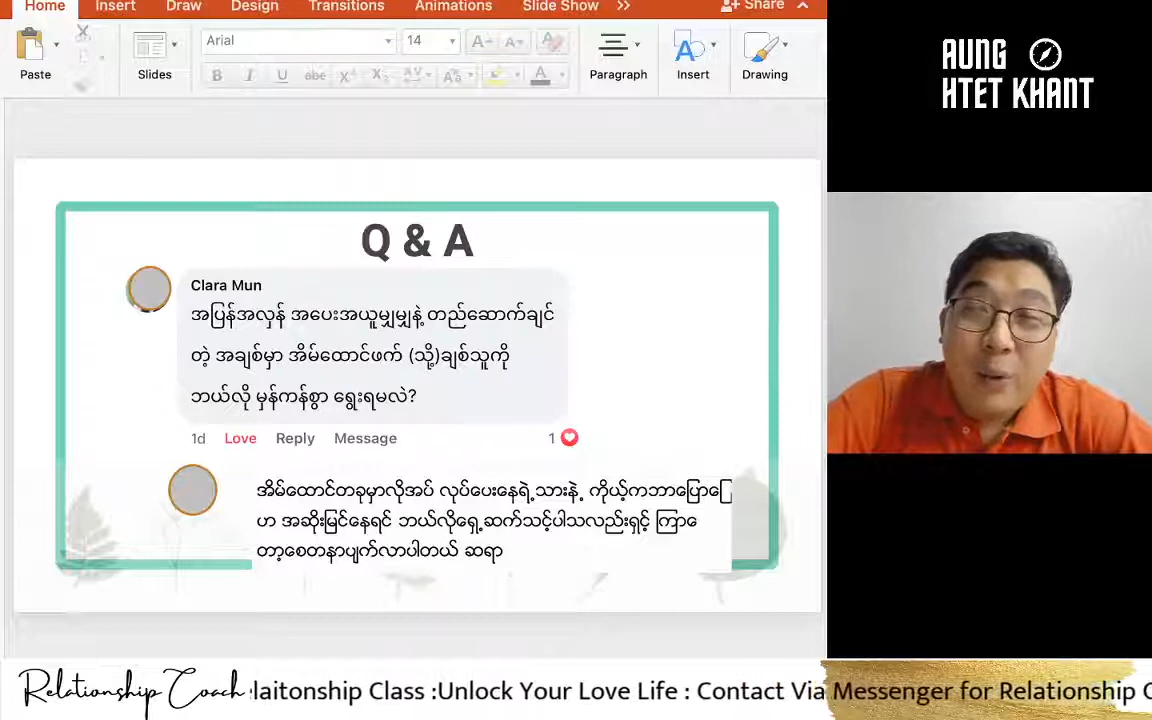 Home Insert Draw Design Transitions Animations Slide Show Share
Arial 14
Paste Slides Paragraph Insert Drawing
AUNG
HTET KHANT
Q & A
Clara Mun
အပြန်အလှန် အပေးအယူမျှမျှနဲ့ တည်ဆောက်ချင်
တဲ့ အချစ်မှာ အိမ်ထောင်ဖက် (သို့)ချစ်သူကို
ဘယ်လို မှန်ကန်စွာ ရွေးရမလဲ?
1d Love Reply Message 1
အိမ်ထောင်တခုမှာလိုအပ် လုပ်ပေးနေရဲ့သားနဲ့ ကိုယ့်ကဘာပြောပြော
ဟ အဆိုးမြင်နေရင် ဘယ်လိုရှေ့ဆက်သင့်ပါသလည်းရှင့် ကြာေ
တာ့စေတနာပျက်လာပါတယ် ဆရာ
Relationship Coach
laitonship Class :Unlock Your Love Life : Contact Via Messenger for Relationship